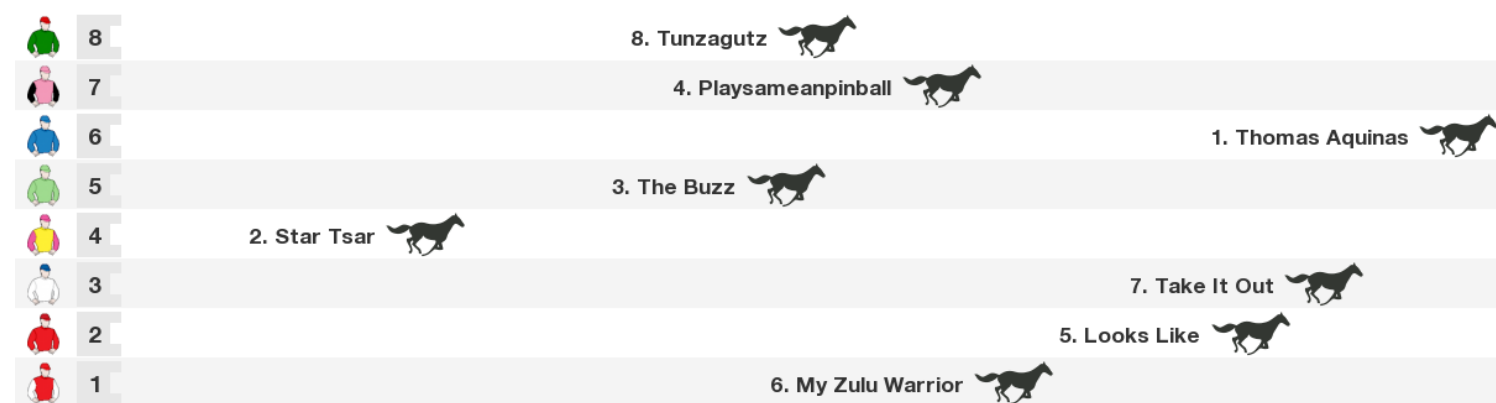 8 8. Tunzagutz
7 4. Playsameanpinball
6 1. Thomas Aquinas
5 3. The Buzz
4 2. Star Tsar
3 7. Take It Out
2 5. Looks Like
1 6. My Zulu Warrior